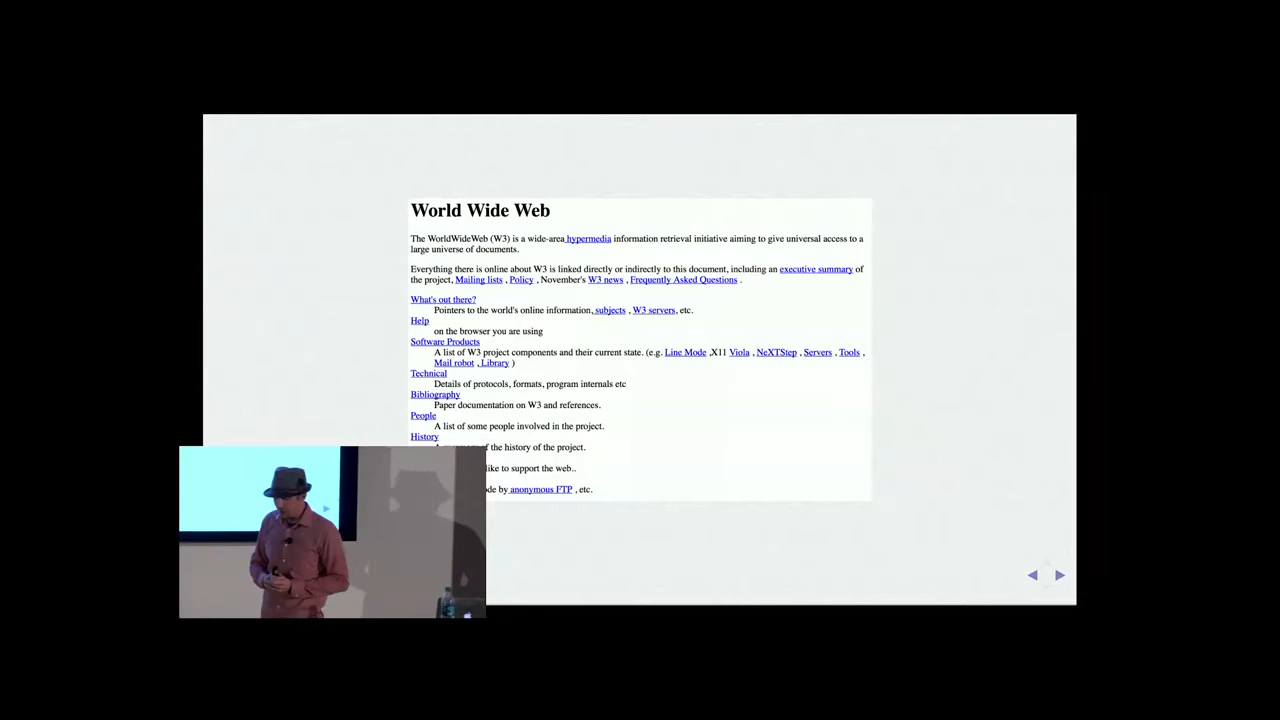 World Wide Web
The WorldWideWeb (W3) is a wide-area hypermedia information retrieval initiative aiming to give universal access to a
large universe of documents.
Everything there is online about W3 is linked directly or indirectly to this document, including an executive summary of
the project, Mailing lists , Policy , November's W3 news , Frequently Asked Questions .
What's out there?
Pointers to the world's online information, subjects , W3 servers, etc.
Help
on the browser you are using
Software Products
A list of W3 project components and their current state. (e.g. Line Mode ,X11 Viola , NeXTStep , Servers , Tools ,
Mail robot , Library )
Technical
Details of protocols, formats, program internals etc
Bibliography
Paper documentation on W3 and references.
People
A list of some people involved in the project.
History
of the history of the project.
like to support the web..
by anonymous FTP , etc.